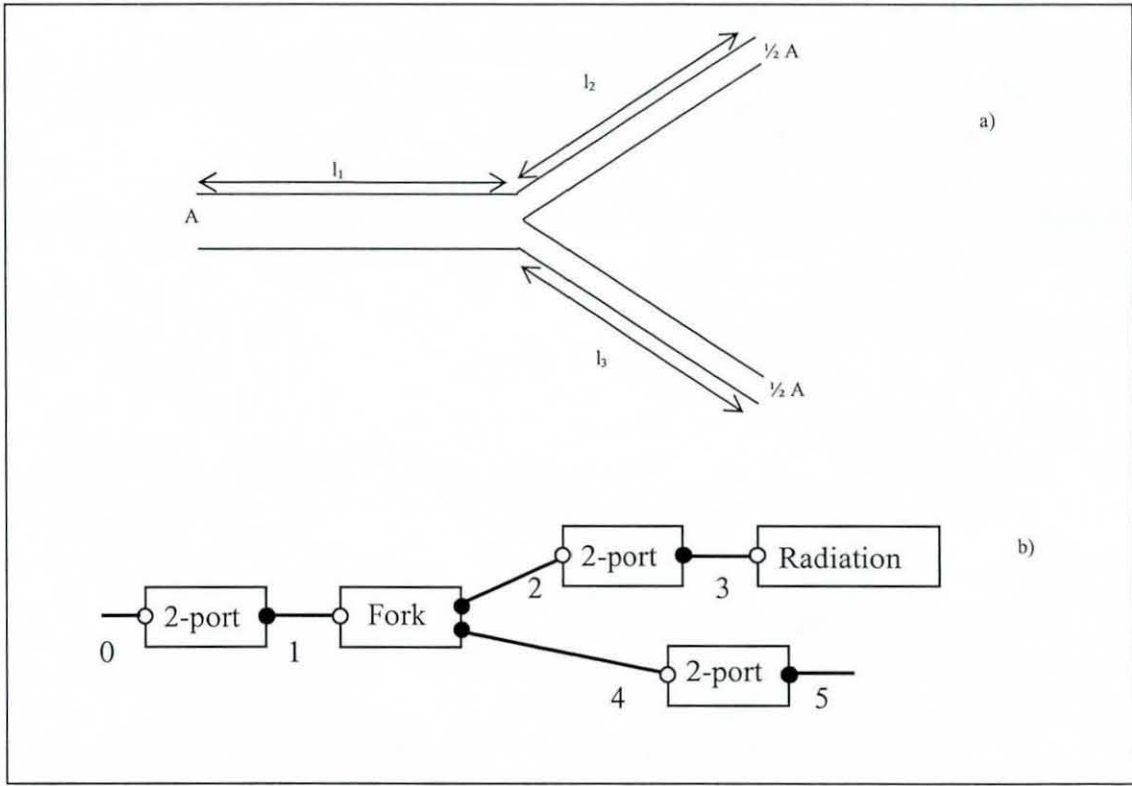 ½ A
l₂
a)
l₁
A
l₃
½ A
b)
2-port
Radiation
2
3
2-port
Fork
0
1
2-port
4
5